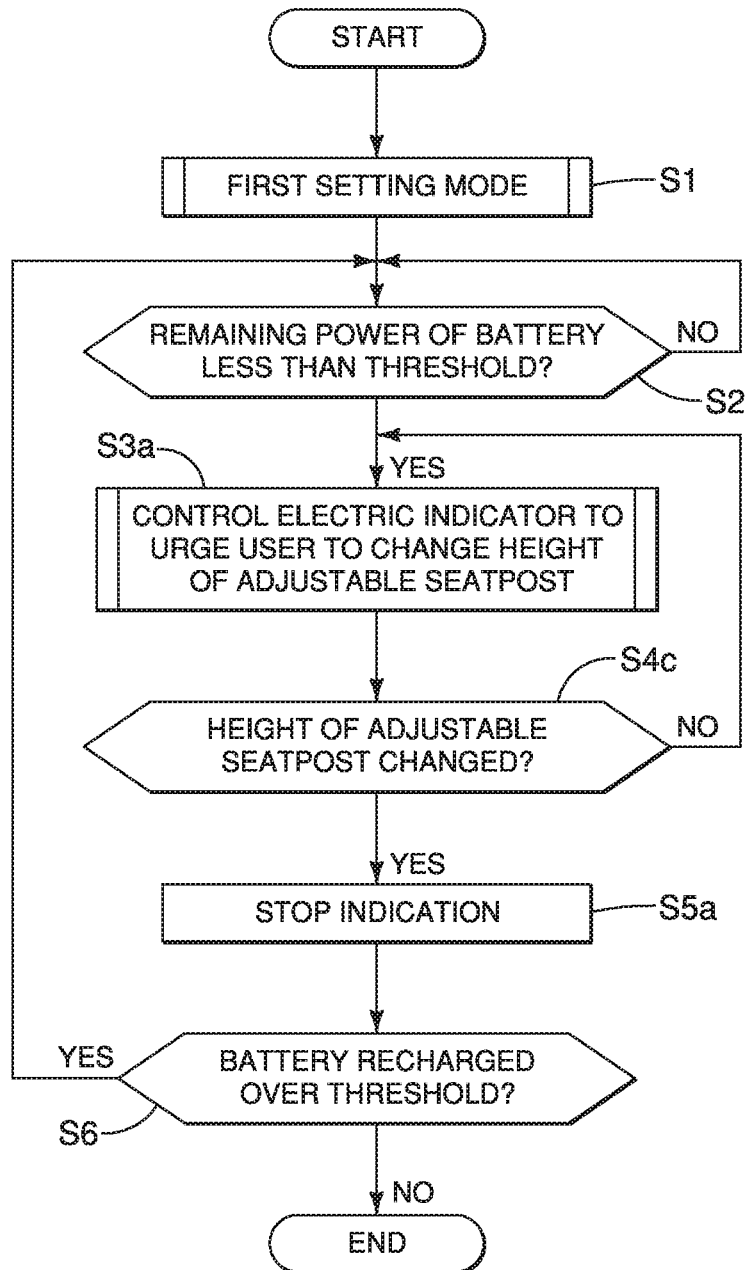 START
FIRST SETTING MODE
S1
REMAINING POWER OF BATTERY
LESS THAN THRESHOLD?
NO
S2
S3a
YES
CONTROL ELECTRIC INDICATOR TO
URGE USER TO CHANGE HEIGHT
OF ADJUSTABLE SEATPOST
S4c
HEIGHT OF ADJUSTABLE
SEATPOST CHANGED?
NO
YES
STOP INDICATION
S5a
YES
BATTERY RECHARGED
OVER THRESHOLD?
S6
NO
END